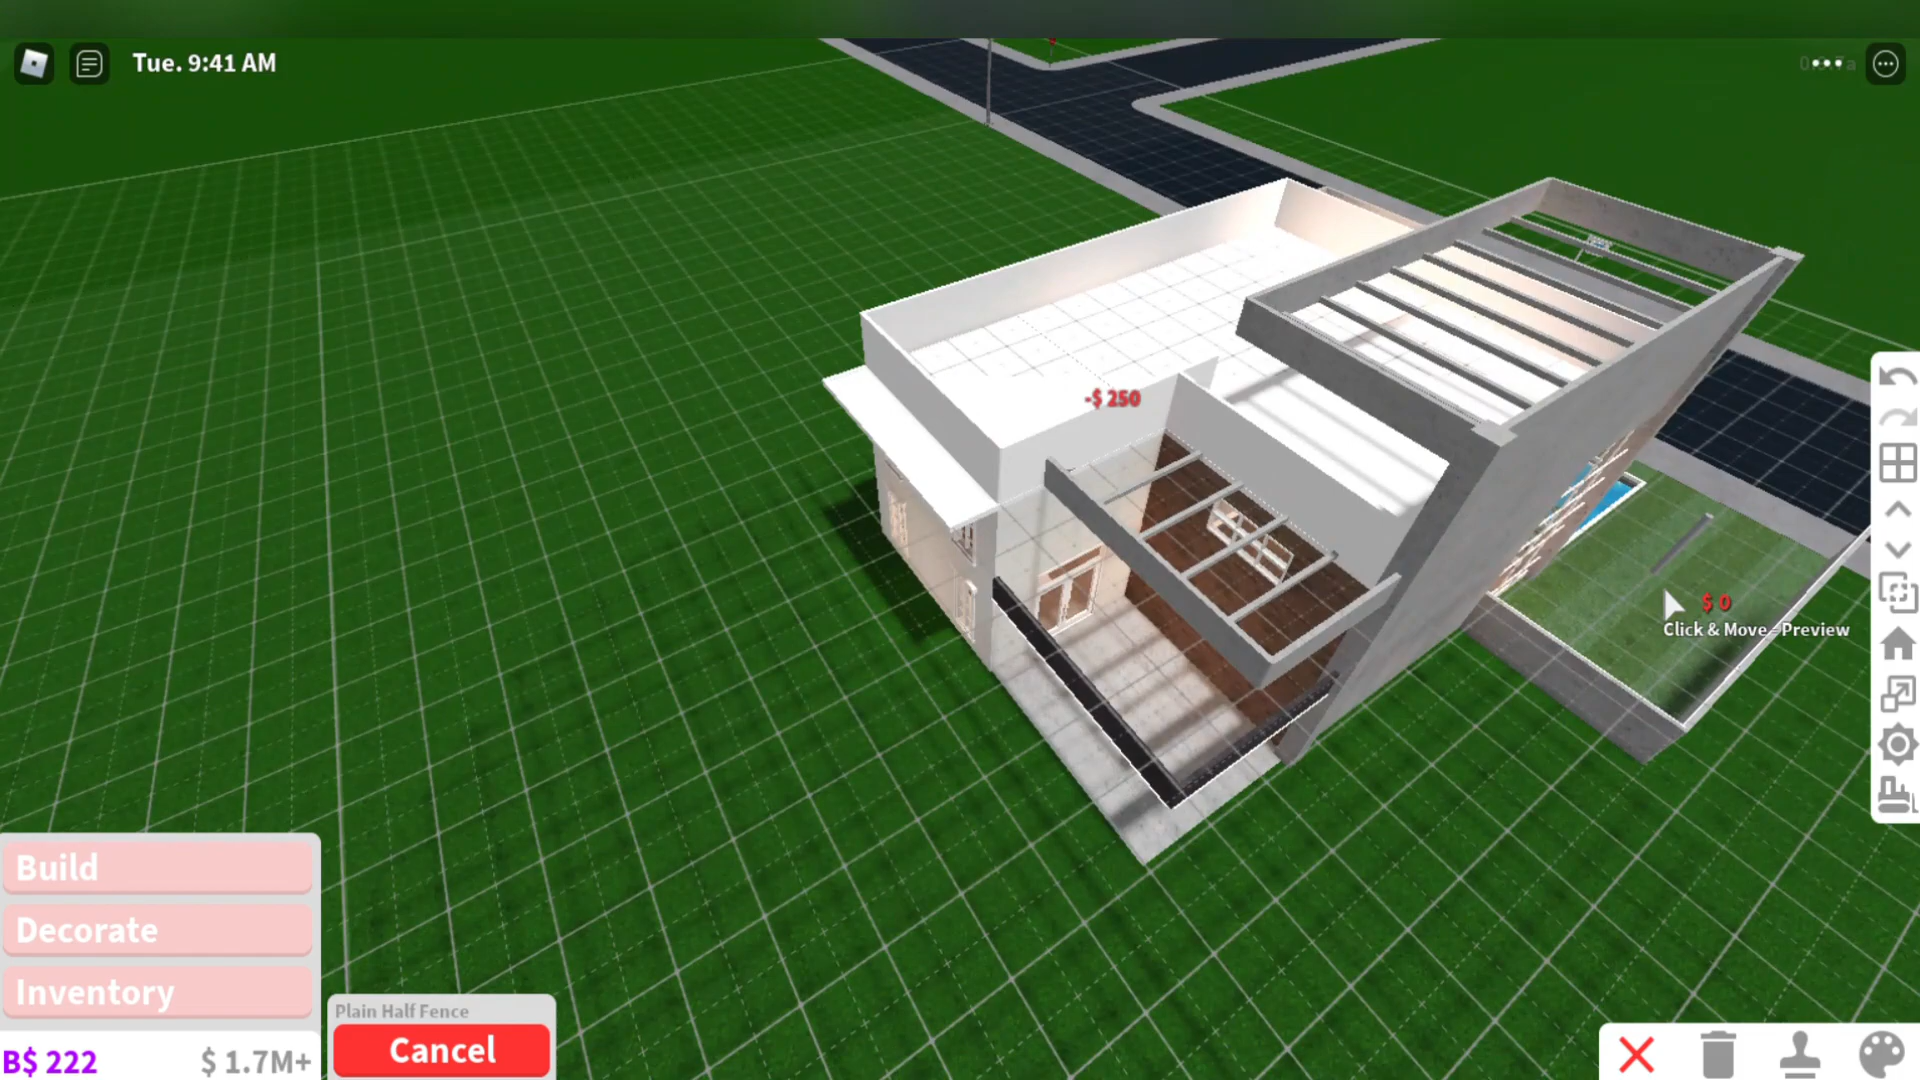 Tue. 9:41 AM
-$ 250
$ 0
Click & Move - Preview
Build
Decorate
Inventory
B$ 222
$ 1.7M+
Plain Half Fence
Cancel